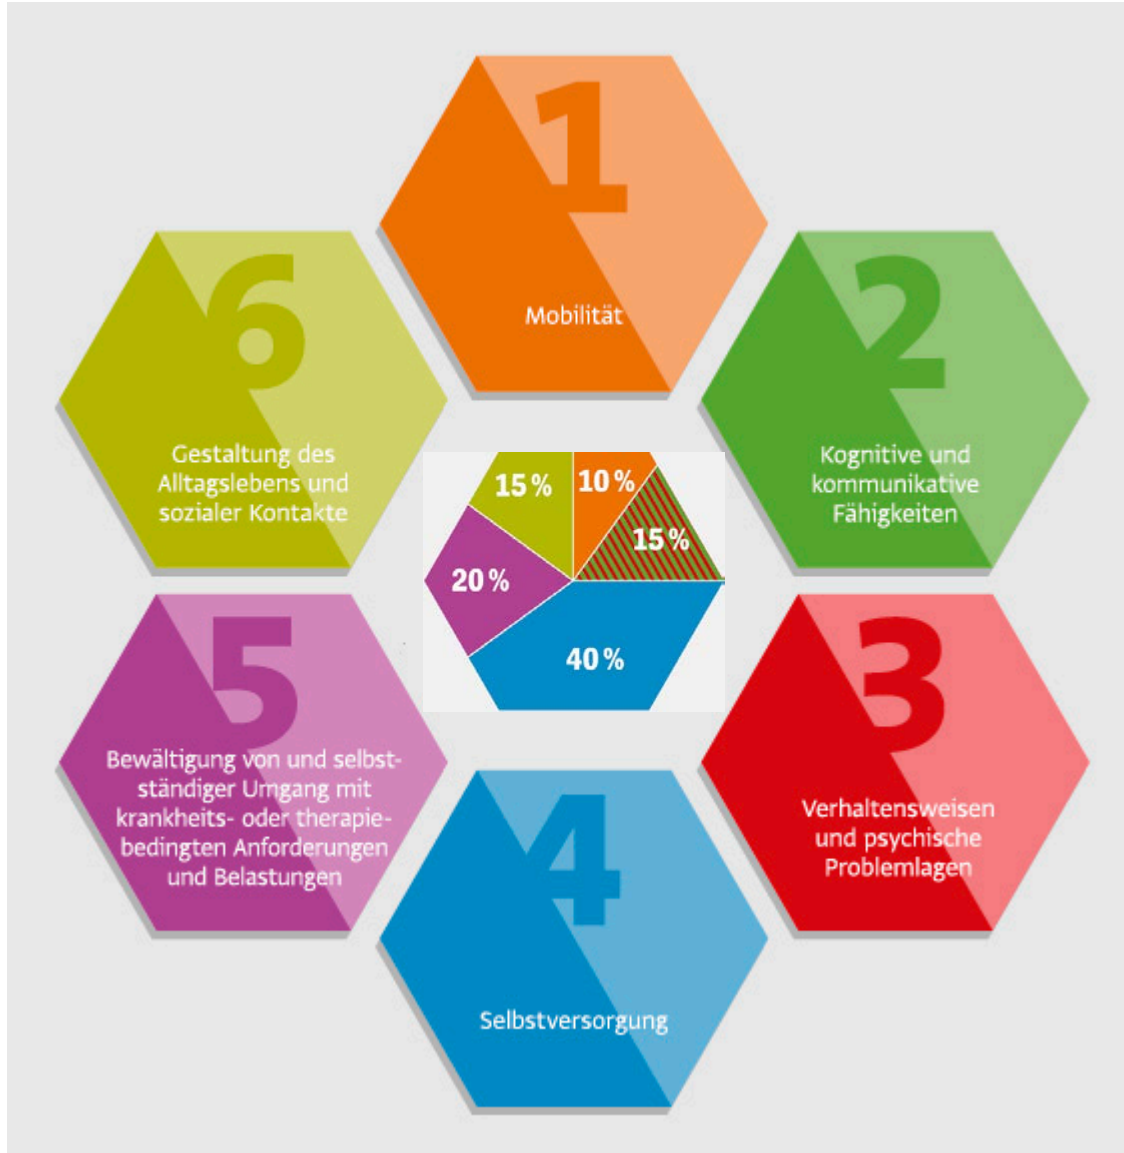 1
Mobilität
2
Kognitive und
kommunikative
Fähigkeiten
3
Verhaltensweisen
und psychische
Problemlagen
4
Selbstversorgung
5
Bewältigung von und selbst-
ständiger Umgang mit
krankheits- oder therapie-
bedingten Anforderungen
und Belastungen
6
Gestaltung des
Alltagslebens und
sozialer Kontakte
15 %
10 %
15 %
20 %
40 %